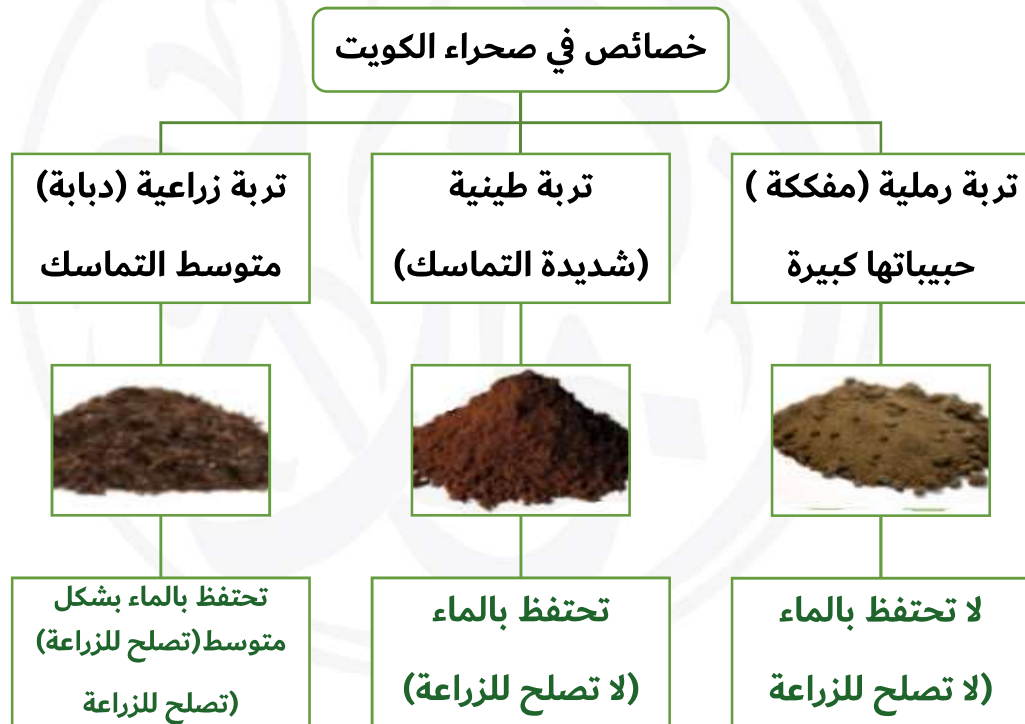 خصائص في صحراء الكويت
تربة رملية (مفككة )
حبيباتها كبيرة
تربة طينية
(شديدة التماسك)
تربة زراعية (دبابة)
متوسط التماسك
لا تحتفظ بالماء
(لا تصلح للزراعة
تحتفظ بالماء
(لا تصلح للزراعة)
تحتفظ بالماء بشكل
متوسط(تصلح للزراعة)
(تصلح للزراعة